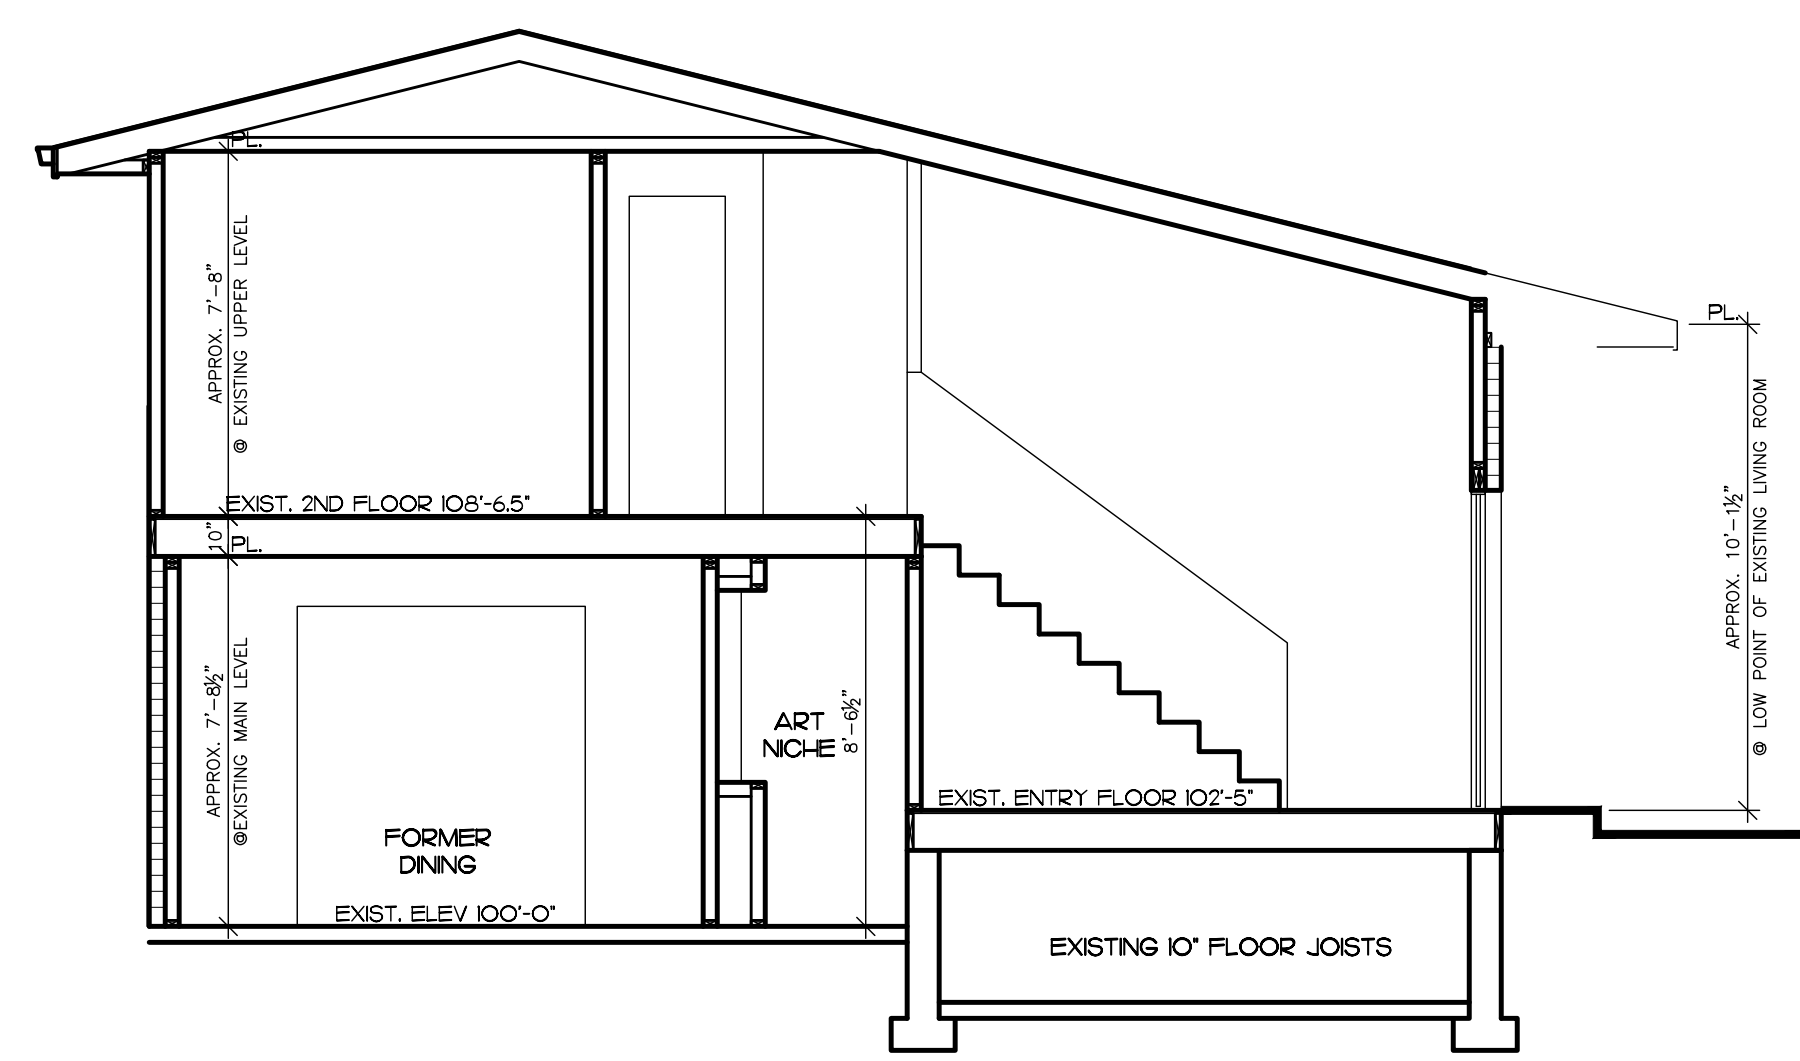 PL.
APPROX. 7'-8"
@ EXISTING UPPER LEVEL
PL.
EXIST. 2ND FLOOR 108'-6.5"
10"
PL.
APPROX. 7'-8½"
@EXISTING MAIN LEVEL
ART
NICHE
8'-6½"
APPROX. 10'-1½"
@ LOW POINT OF EXISTING LIVING ROOM
EXIST. ENTRY FLOOR 102'-5"
FORMER
DINING
EXIST. ELEV 100'-0"
EXISTING 10" FLOOR JOISTS